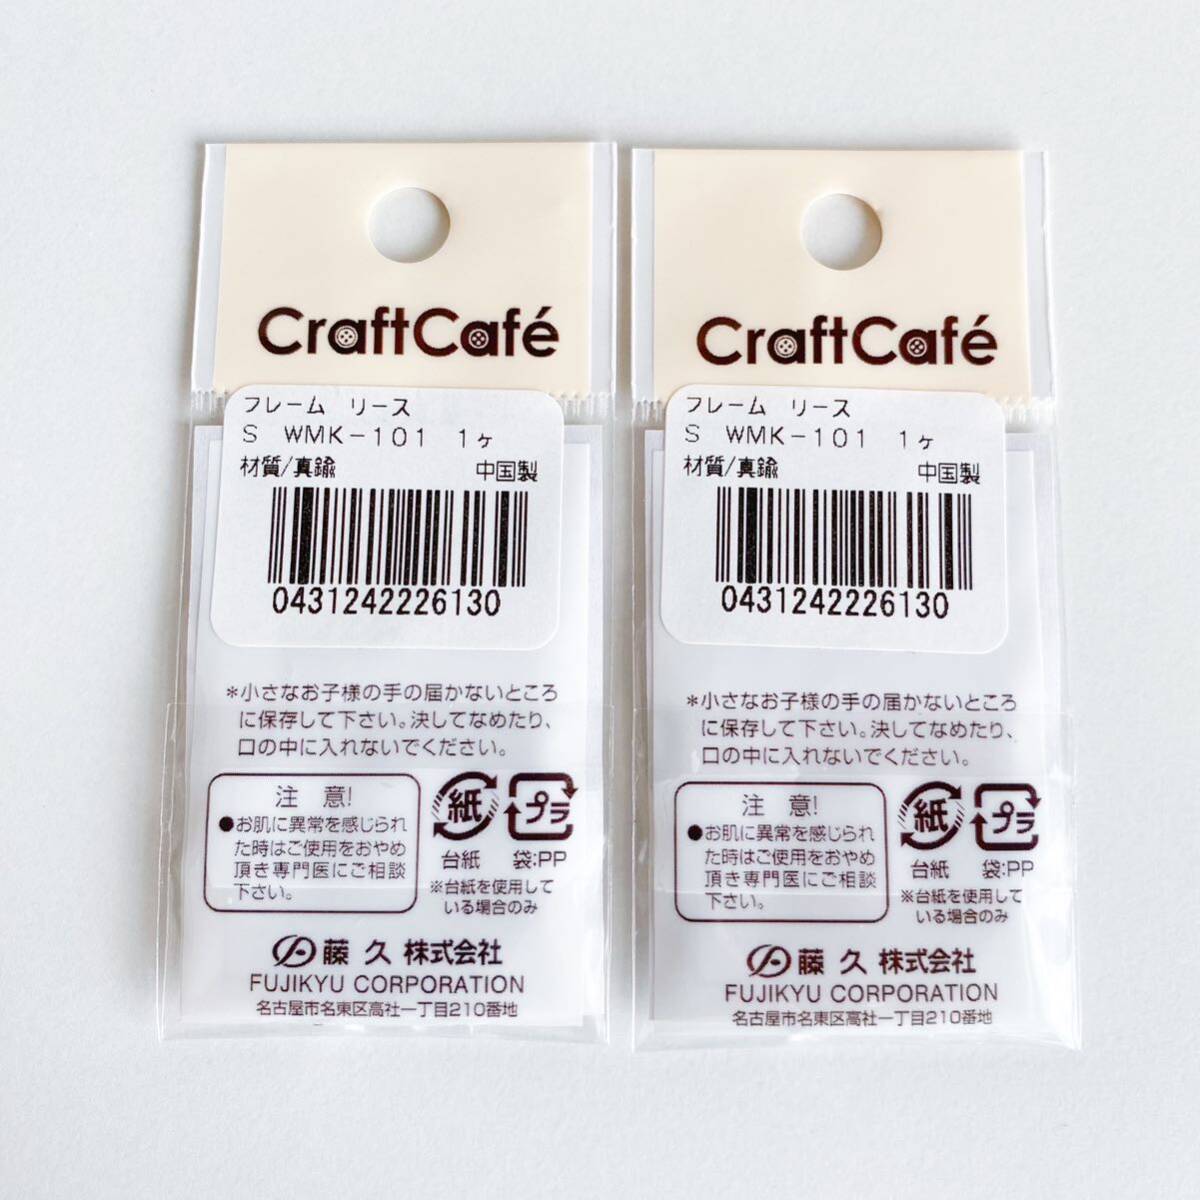 CraftCafé
フレーム リース
S WMK-101 1ヶ
材質/真鍮 中国製
0431242226130
*小さなお子様の手の届かないところ
に保存して下さい。決してなめたり、
口の中に入れないでください。
注 意!
●お肌に異常を感じられ
た時はご使用をおやめ
頂き専門医にご相談
下さい。
紙 プラ
台紙 袋:PP
※台紙を使用して
いる場合のみ
藤久 株式会社
FUJIKYU CORPORATION
名古屋市名東区高社一丁目210番地
CraftCafé
フレーム リース
S WMK-101 1ヶ
材質/真鍮 中国製
0431242226130
*小さなお子様の手の届かないところ
に保存して下さい。決してなめたり、
口の中に入れないでください。
注 意!
●お肌に異常を感じられ
た時はご使用をおやめ
頂き専門医にご相談
下さい。
紙 プラ
台紙 袋:PP
※台紙を使用して
いる場合のみ
藤久 株式会社
FUJIKYU CORPORATION
名古屋市名東区高社一丁目210番地